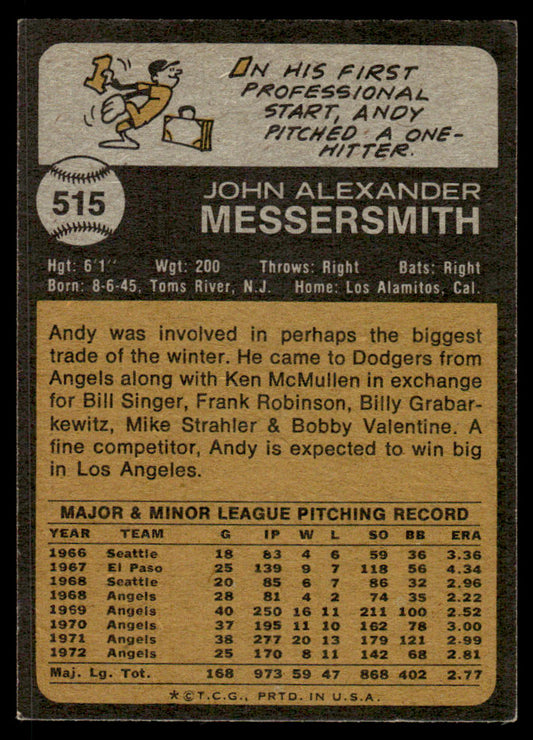 IN HIS FIRST
PROFESSIONAL
START, ANDY
PITCHED A ONE-
HITTER.
515
JOHN ALEXANDER
MESSERSMITH
Hgt: 6'1" Wgt: 200 Throws: Right Bats: Right
Born: 8-6-45, Toms River, N.J. Home: Los Alamitos, Cal.
Andy was involved in perhaps the biggest
trade of the winter. He came to Dodgers from
Angels along with Ken McMullen in exchange
for Bill Singer, Frank Robinson, Billy Grabar-
kewitz, Mike Strahler & Bobby Valentine. A
fine competitor, Andy is expected to win big
in Los Angeles.
MAJOR & MINOR LEAGUE PITCHING RECORD
YEAR TEAM G IP W L SO BB ERA
1966 Seattle 18 83 4 6 59 36 3.36
1967 El Paso 25 139 9 7 118 56 4.34
1968 Seattle 20 85 6 7 86 32 2.96
1968 Angels 28 81 4 2 74 35 2.22
1969 Angels 40 250 16 11 211 100 2.52
1970 Angels 37 195 11 10 162 78 3.00
1971 Angels 38 277 20 13 179 121 2.99
1972 Angels 25 170 8 11 142 68 2.81
Maj. Lg. Tot. 168 973 59 47 868 402 2.77
*©T.C.G., PRTD. IN U.S.A.